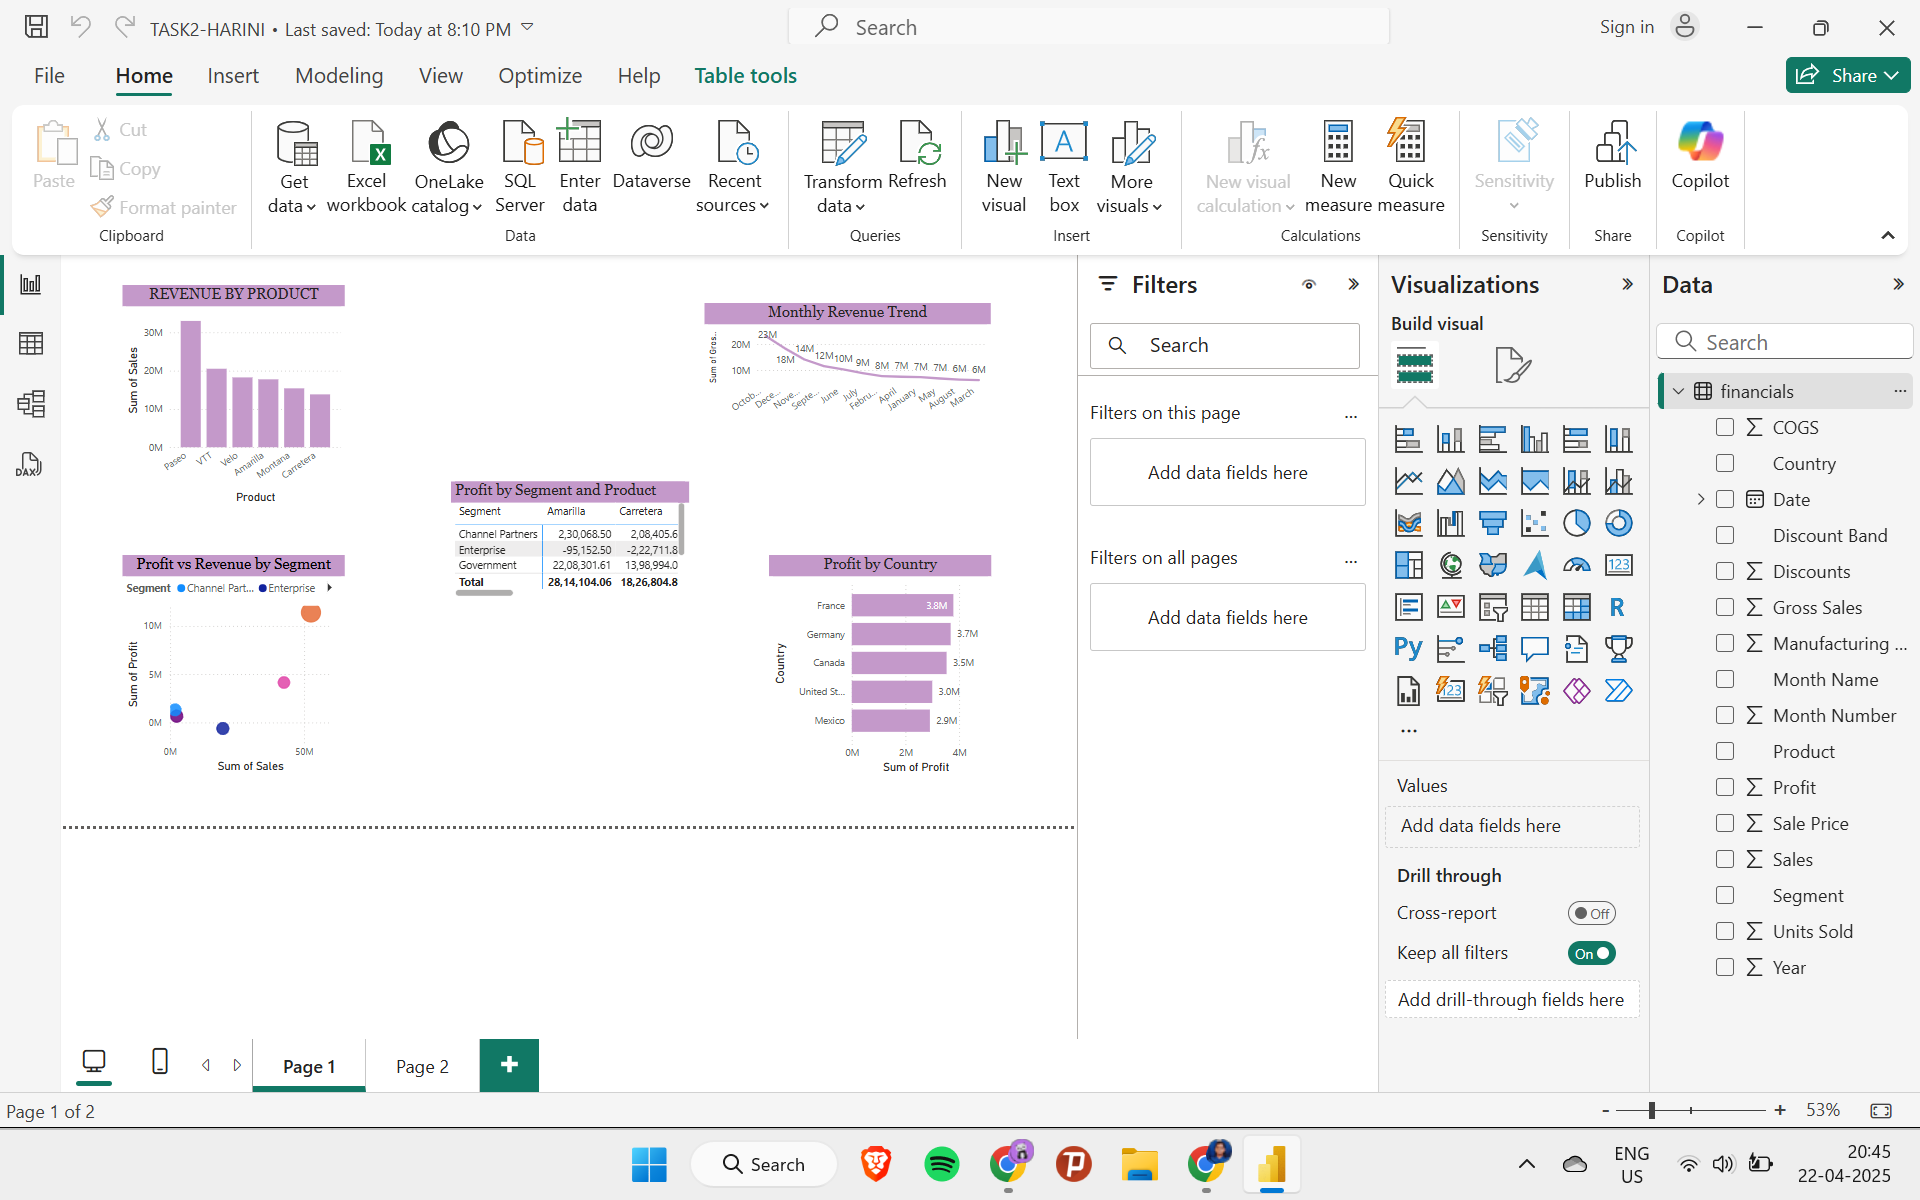 TASK2-HARINI • Last saved: Today at 8:10 PM
Search
Sign in
File
Home
Insert
Modeling
View
Optimize
Help
Table tools
Share
Paste
Cut
Copy
Format painter
Clipboard
Get data
Excel workbook
OneLake catalog
SQL Server
Enter data
Dataverse
Recent sources
Data
Transform data
Refresh
Queries
New visual
Text box
More visuals
Insert
New visual calculation
New measure
Quick measure
Calculations
Sensitivity
Sensitivity
Publish
Share
Copilot
Copilot
REVENUE BY PRODUCT
Sum of Sales
30M
20M
10M
0M
Paseo
VTT
Velo
Amarilla
Montana
Carretera
Product
Monthly Revenue Trend
Sum of Gros...
20M
10M
23M
18M
14M
12M
10M
9M
8M
7M
7M
7M
6M
6M
Octob...
Dece...
Nove...
Septe...
June
July
Febru...
April
January
May
August
March
Profit by Segment and Product
Segment Amarilla Carretera
Channel Partners 2,30,068.50 2,08,405.6
Enterprise -95,152.50 -2,22,711.8
Government 22,08,301.61 13,98,994.0
Total 28,14,104.06 18,26,804.8
Profit vs Revenue by Segment
Segment Channel Part... Enterprise
Sum of Profit
10M
5M
0M
0M
50M
Sum of Sales
Profit by Country
Country
France 3.8M
Germany 3.7M
Canada 3.5M
United St... 3.0M
Mexico 2.9M
0M 2M 4M
Sum of Profit
Filters
Search
Filters on this page ...
Add data fields here
Filters on all pages ...
Add data fields here
Visualizations
Build visual
123
R
Py
123
...
Values
Add data fields here
Drill through
Cross-report Off
Keep all filters On
Add drill-through fields here
Data
Search
financials ...
COGS
Country
Date
Discount Band
Discounts
Gross Sales
Manufacturing ...
Month Name
Month Number
Product
Profit
Sale Price
Sales
Segment
Units Sold
Year
DAX
Page 1
Page 2
+
Page 1 of 2
- + 53%
Search
ENG
US
20:45
22-04-2025